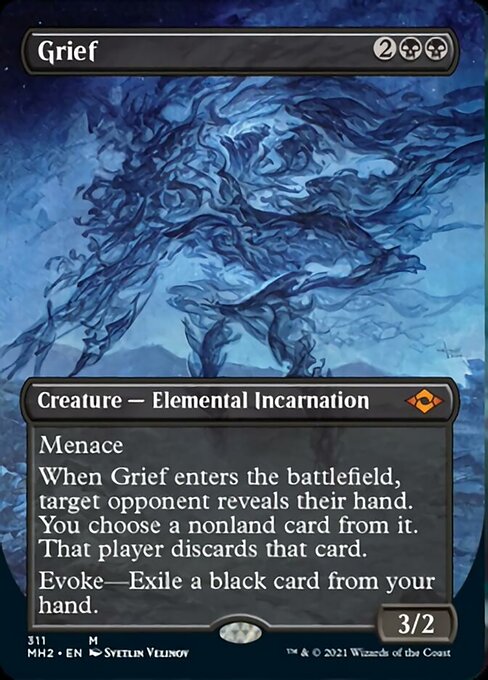 Grief 2
Creature — Elemental Incarnation
Menace
When Grief enters the battlefield,
target opponent reveals their hand.
You choose a nonland card from it.
That player discards that card.
Evoke—Exile a black card from your
hand.
3/2
311 M
MH2 • EN Svetlin Velinov
™ & © 2021 Wizards of the Coast